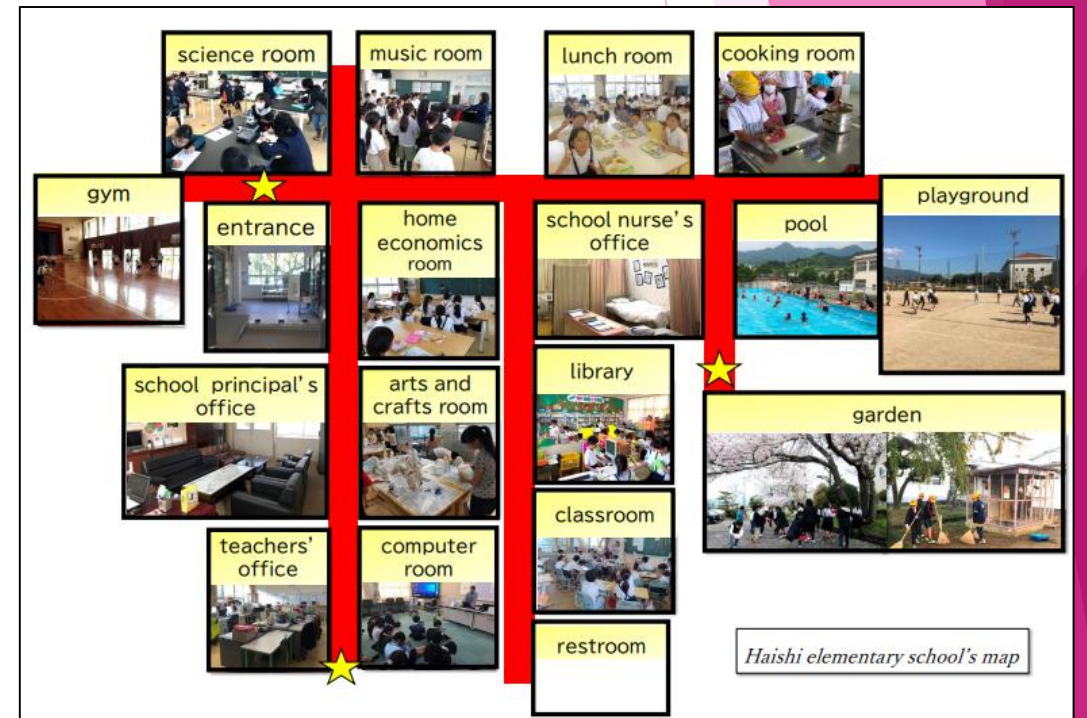 science room
music room
lunch room
cooking room
gym
entrance
home
economics
room
school nurse's
office
pool
playground
school principal's
office
arts and
crafts room
library
garden
classroom
teachers'
office
computer
room
restroom
Haishi elementary school's map